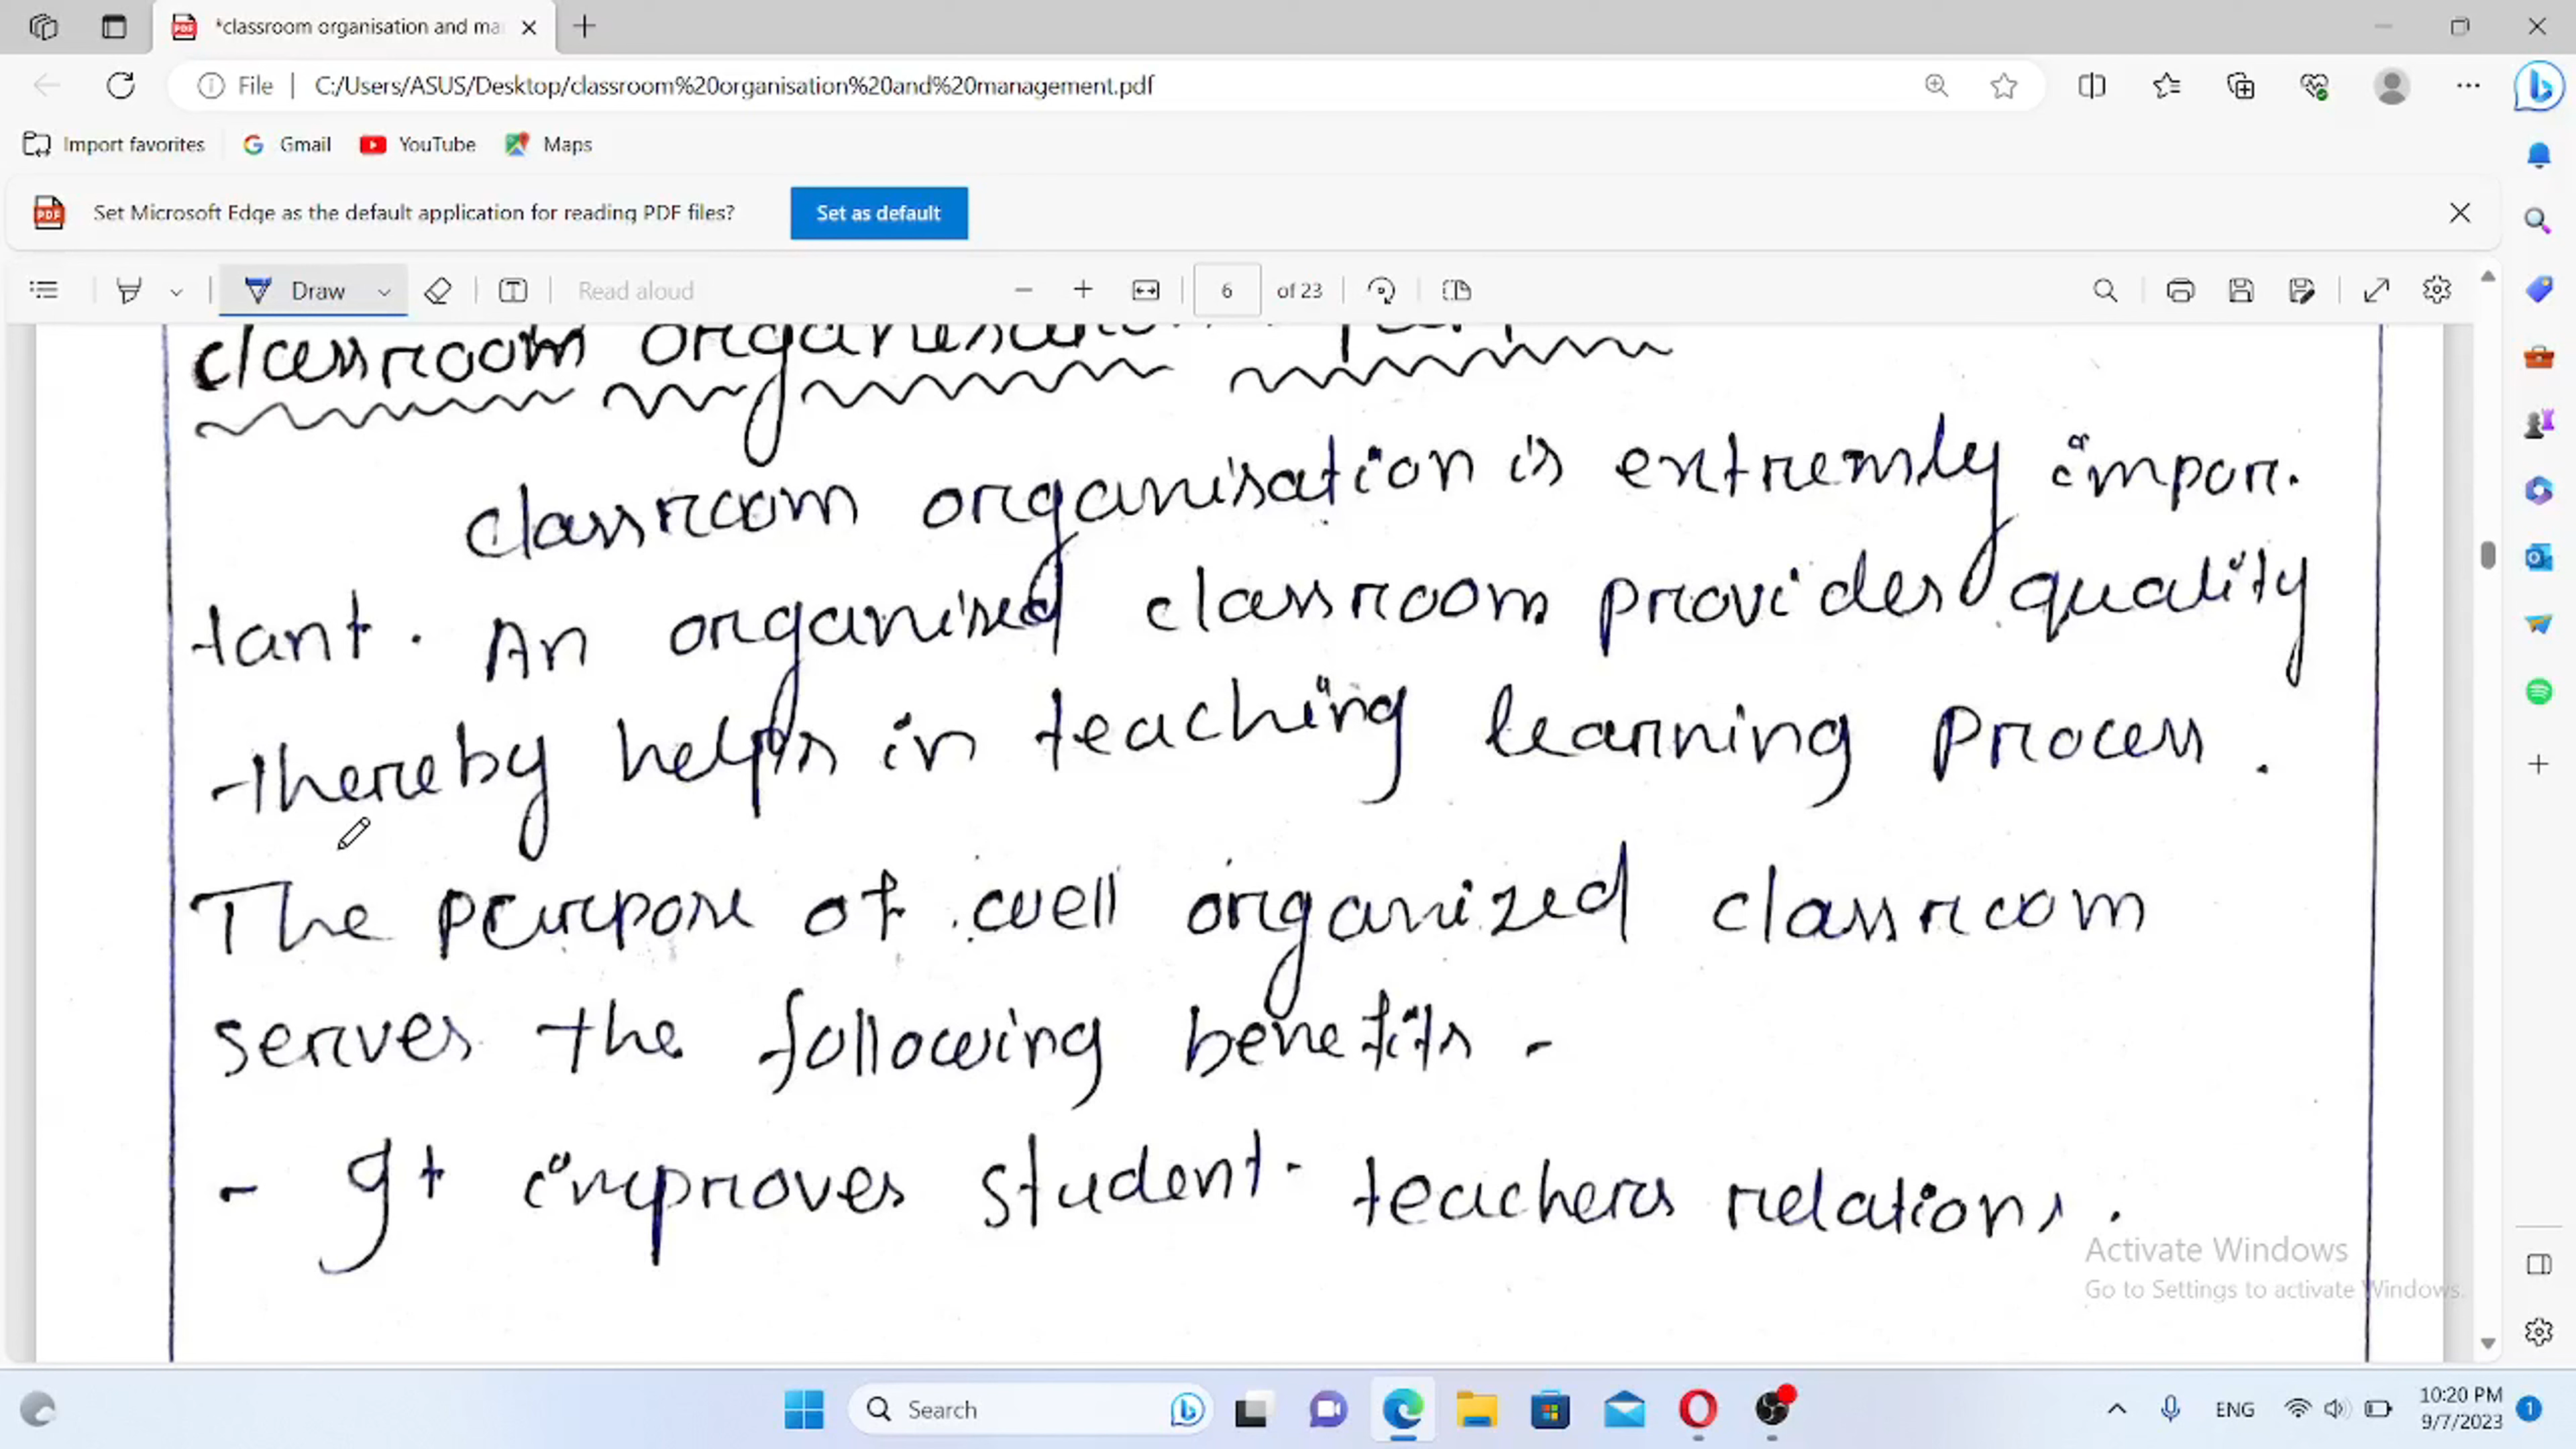 *classroom organisation and ma
File | C:/Users/ASUS/Desktop/classroom%20organisation%20and%20management.pdf
Import favorites Gmail YouTube Maps
PDF Set Microsoft Edge as the default application for reading PDF files? Set as default
Draw Read aloud 6 of 23
classroom
classroom organisation is extremly impor-
tant. An organised classroom provides quality
thereby helps in teaching learning process.
The purpose of well organized classroom
serves the following benefits -
- It improves student- teachers relations.
Activate Windows
Go to Settings to activate Windows.
Search
ENG
10:20 PM
9/7/2023
1